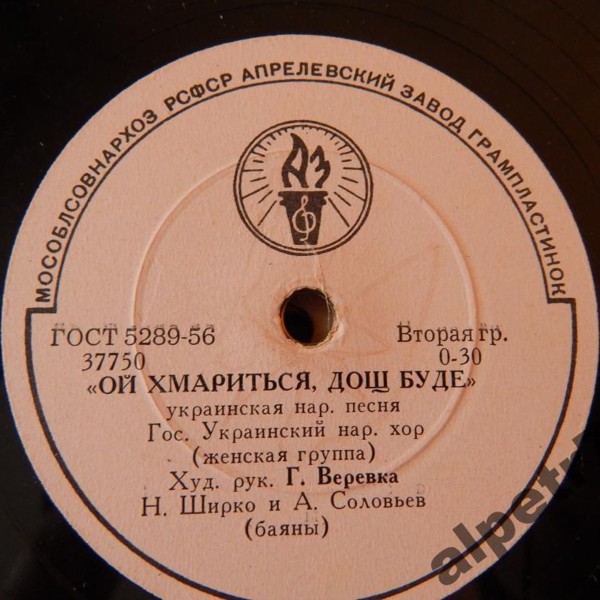 МОСОБЛСОВНАРХОЗ РСФСР АПРЕЛЕВСКИЙ ЗАВОД ГРАМПЛАСТИНОК
АЗ
ГОСТ 5289-56 Вторая гр.
37750 0-30
«ОЙ ХМАРИТЬСЯ, ДОЩ БУДЕ»
украинская нар. песня
Гос. Украинский нар. хор
(женская группа)
Худ. рук. Г. Веревка
Н. Ширко и А. Соловьев
(баяны)